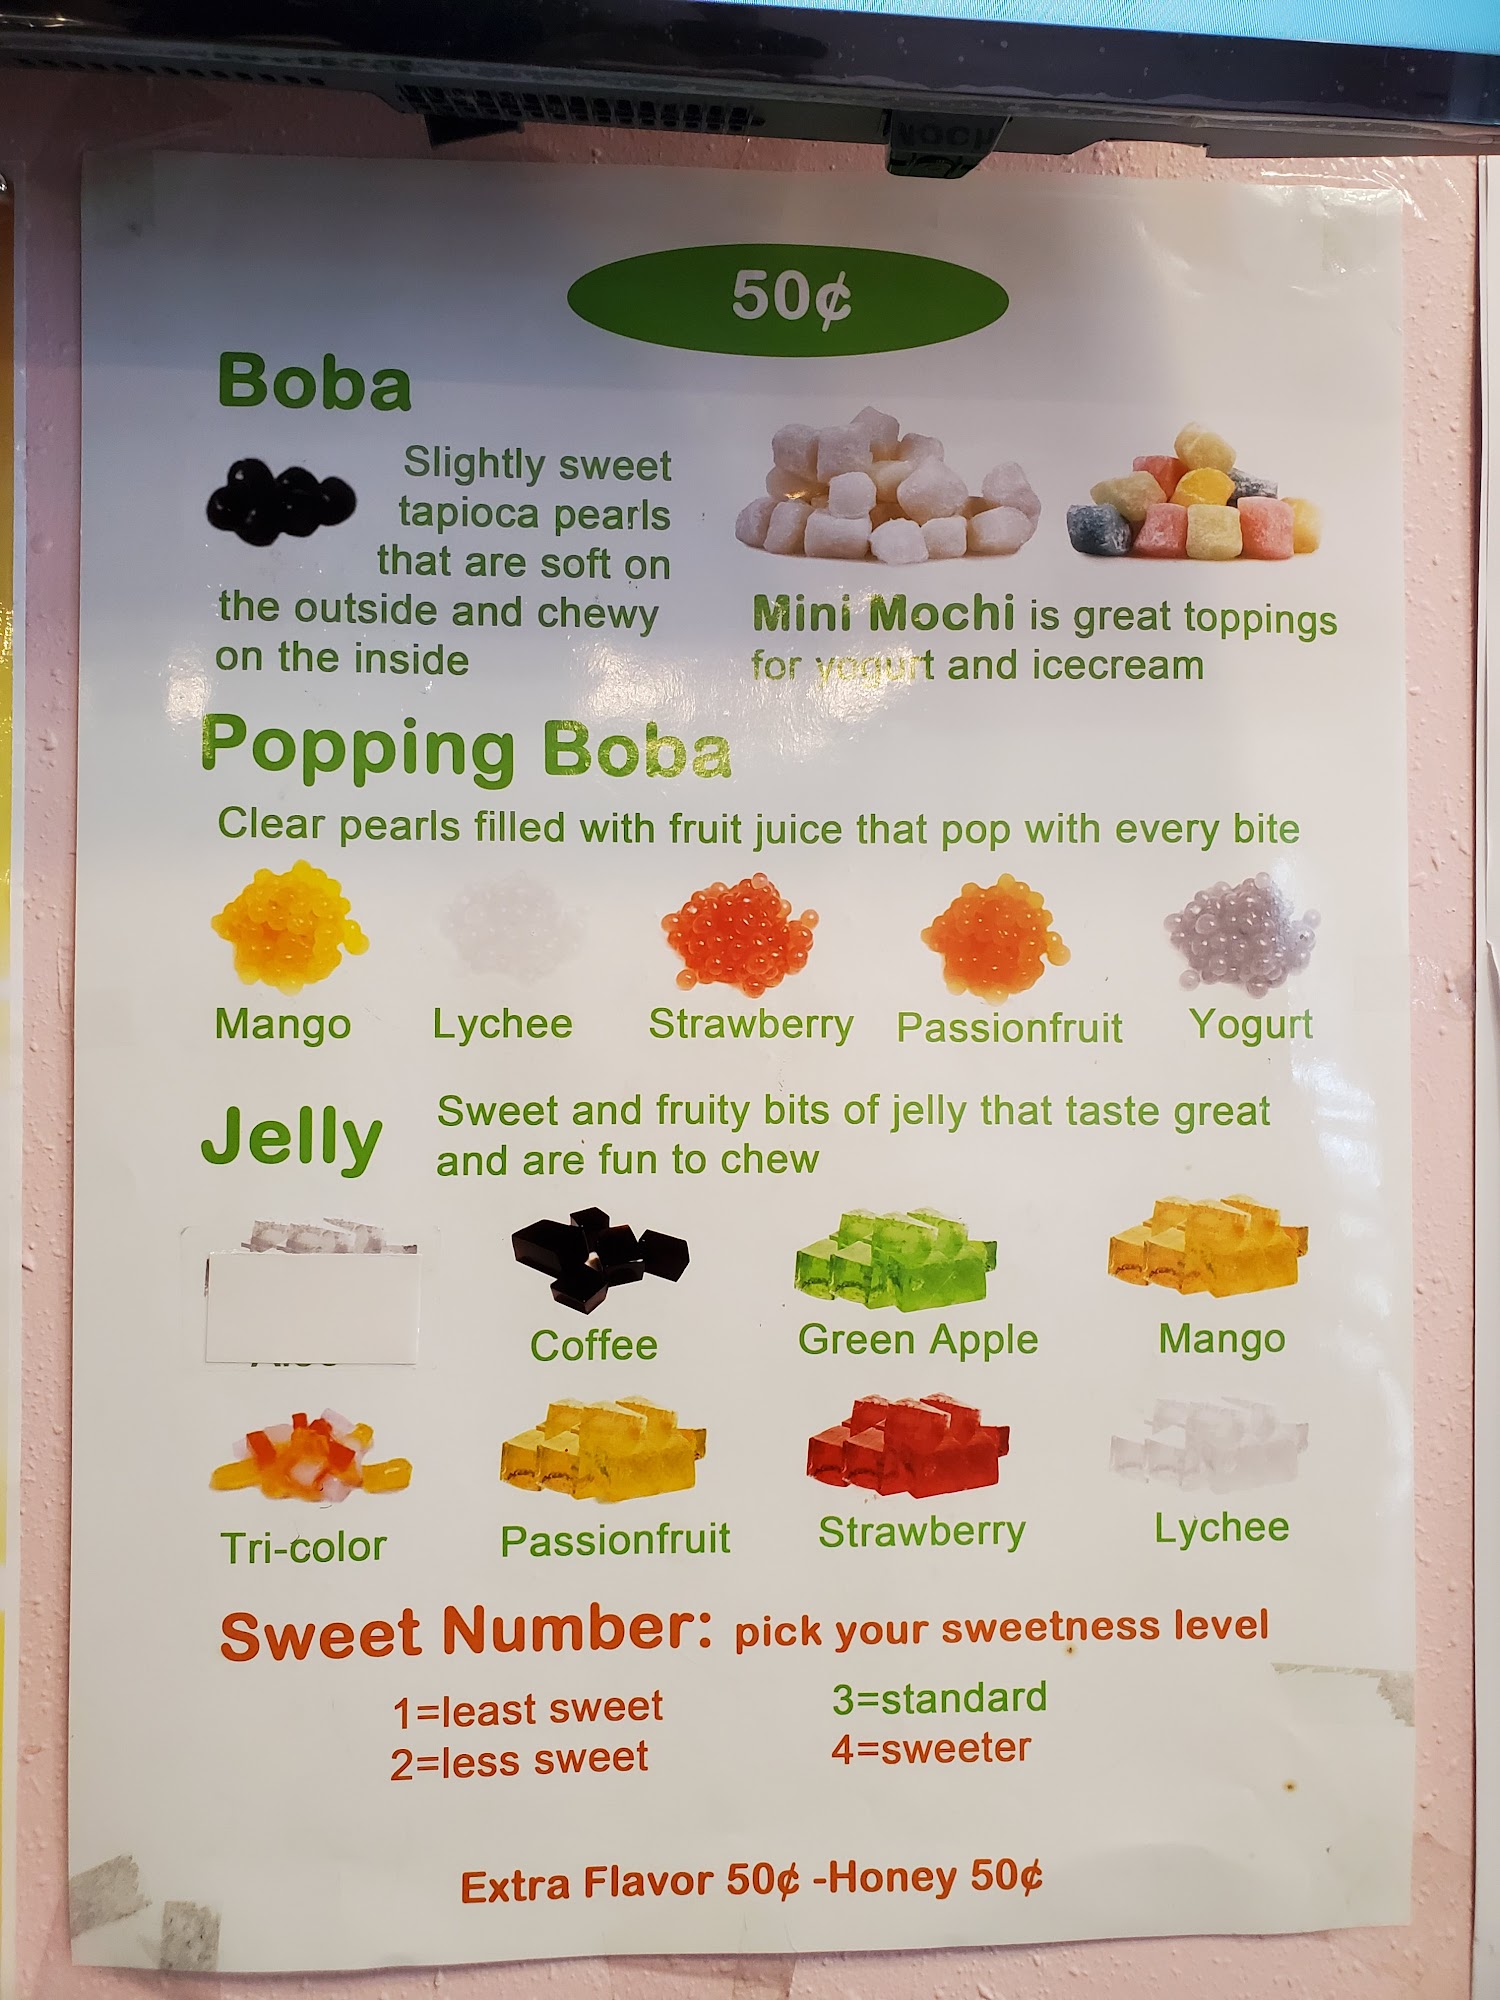 50¢
Boba
Slightly sweet
tapioca pearls
that are soft on
the outside and chewy
on the inside
Mini Mochi is great toppings
for yogurt and icecream
Popping Boba
Clear pearls filled with fruit juice that pop with every bite
Mango Lychee Strawberry Passionfruit Yogurt
Jelly
Sweet and fruity bits of jelly that taste great
and are fun to chew
Coffee Green Apple Mango
Tri-color Passionfruit Strawberry Lychee
Sweet Number: pick your sweetness level
1=least sweet
2=less sweet
3=standard
4=sweeter
Extra Flavor 50¢ -Honey 50¢